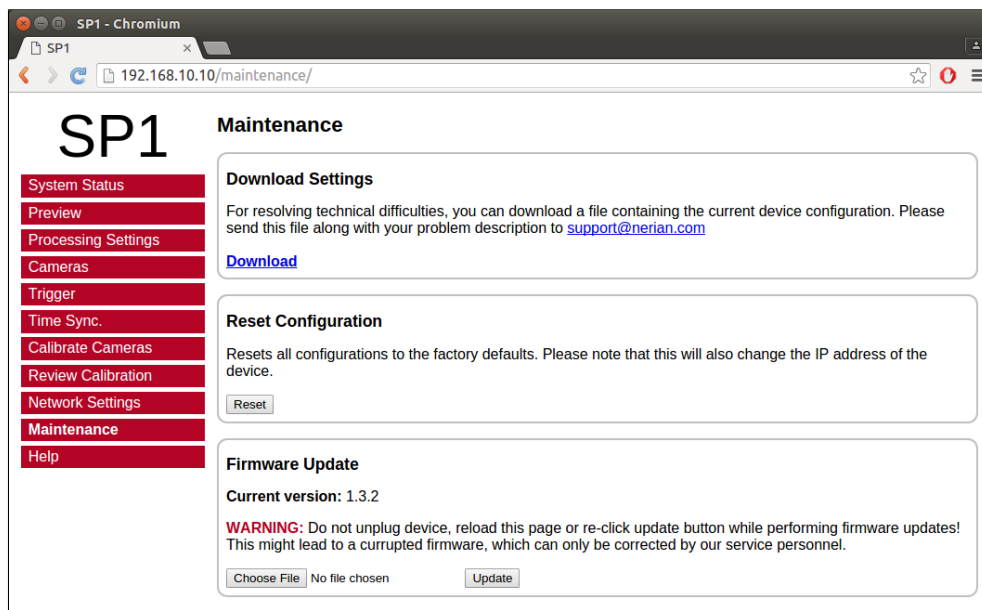 SP1 - Chromium
SP1
192.168.10.10/maintenance/
SP1
System Status
Preview
Processing Settings
Cameras
Trigger
Time Sync.
Calibrate Cameras
Review Calibration
Network Settings
Maintenance
Help
Maintenance
Download Settings
For resolving technical difficulties, you can download a file containing the current device configuration. Please
send this file along with your problem description to support@nerian.com
Download
Reset Configuration
Resets all configurations to the factory defaults. Please note that this will also change the IP address of the
device.
Reset
Firmware Update
Current version: 1.3.2
WARNING: Do not unplug device, reload this page or re-click update button while performing firmware updates!
This might lead to a currupted firmware, which can only be corrected by our service personnel.
Choose File No file chosen Update